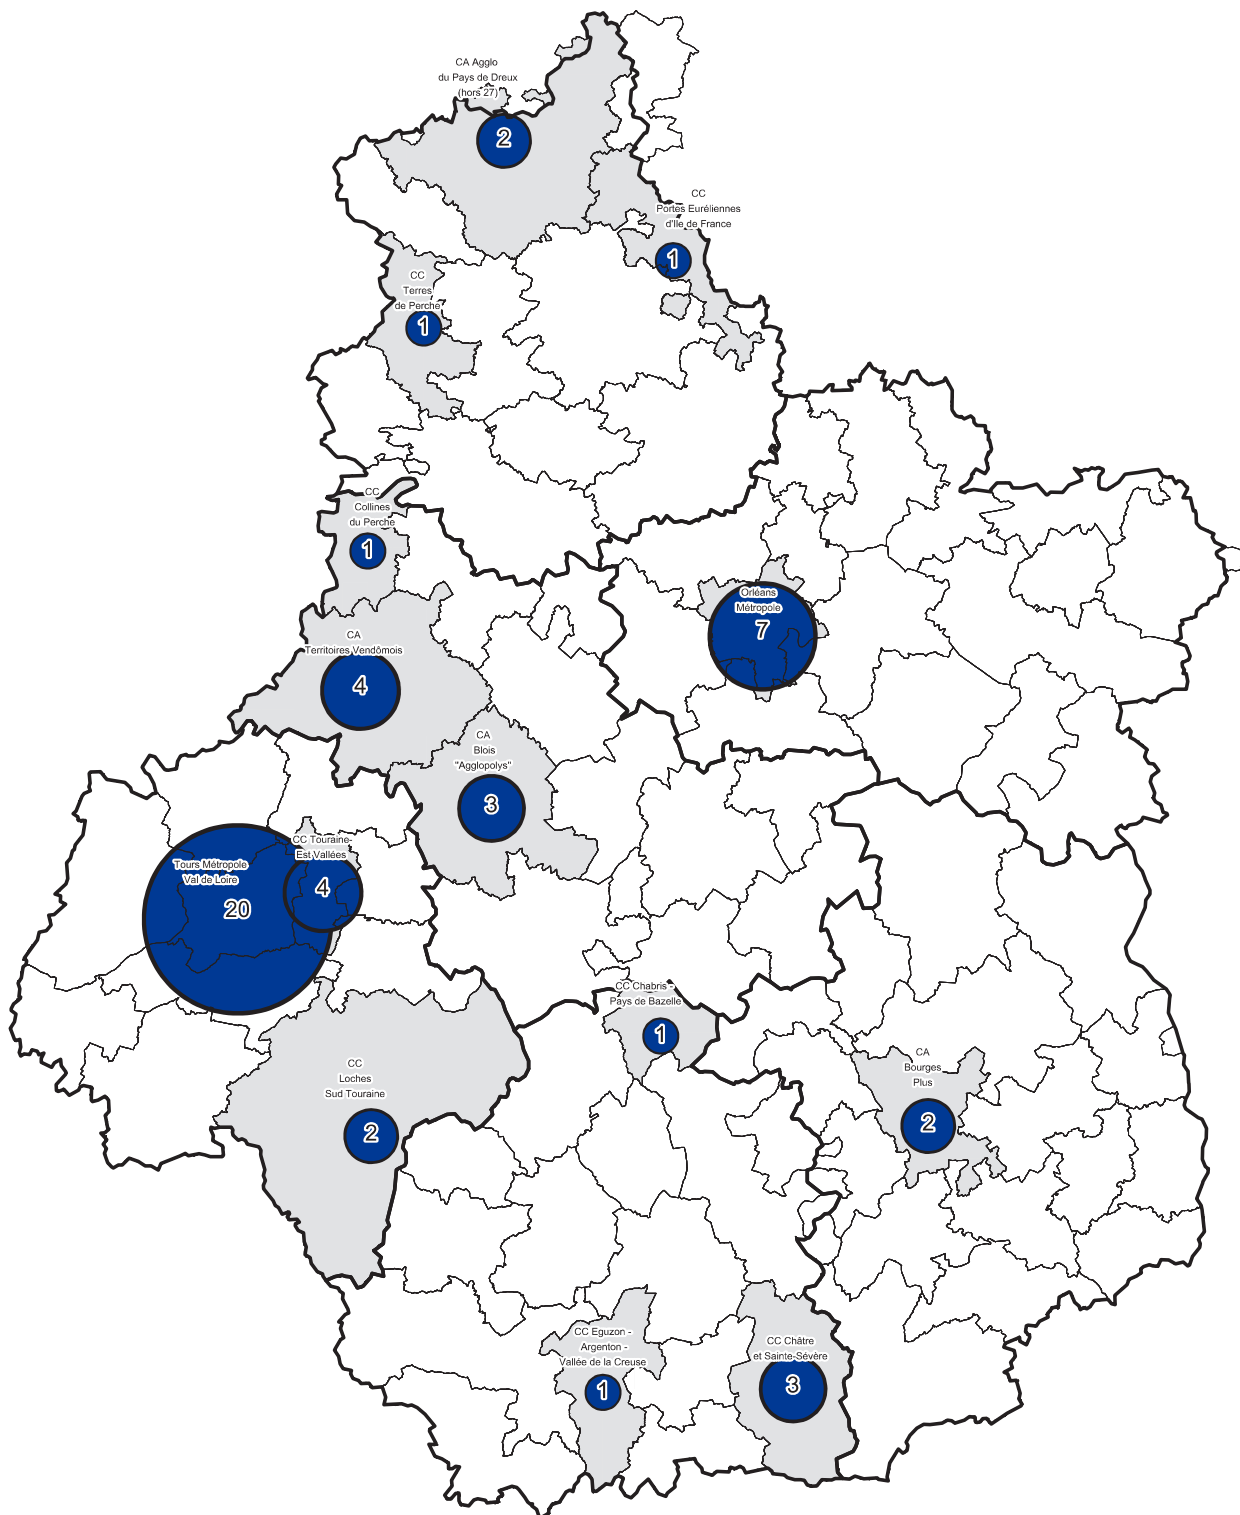 CA Agglo
du Pays de Dreux
(hors 27)
2
CC
Portes Euréliennes
d'Ile de France
1
CC
Terres
de Perche
1
CC
Collines
du Perche
1
Orléans
Métropole
7
CA
Territoires Vendômois
4
CA
Blois
"Agglopolys"
3
CC Touraine-
Est Vallées
4
Tours Métropole
Val de Loire
20
CC Chabris -
Pays de Bazelle
1
CA
Bourges
Plus
2
CC
Loches
Sud Touraine
2
CC Eguzon -
Argenton -
Vallée de la Creuse
1
CC Châtre
et Sainte-Sévère
3